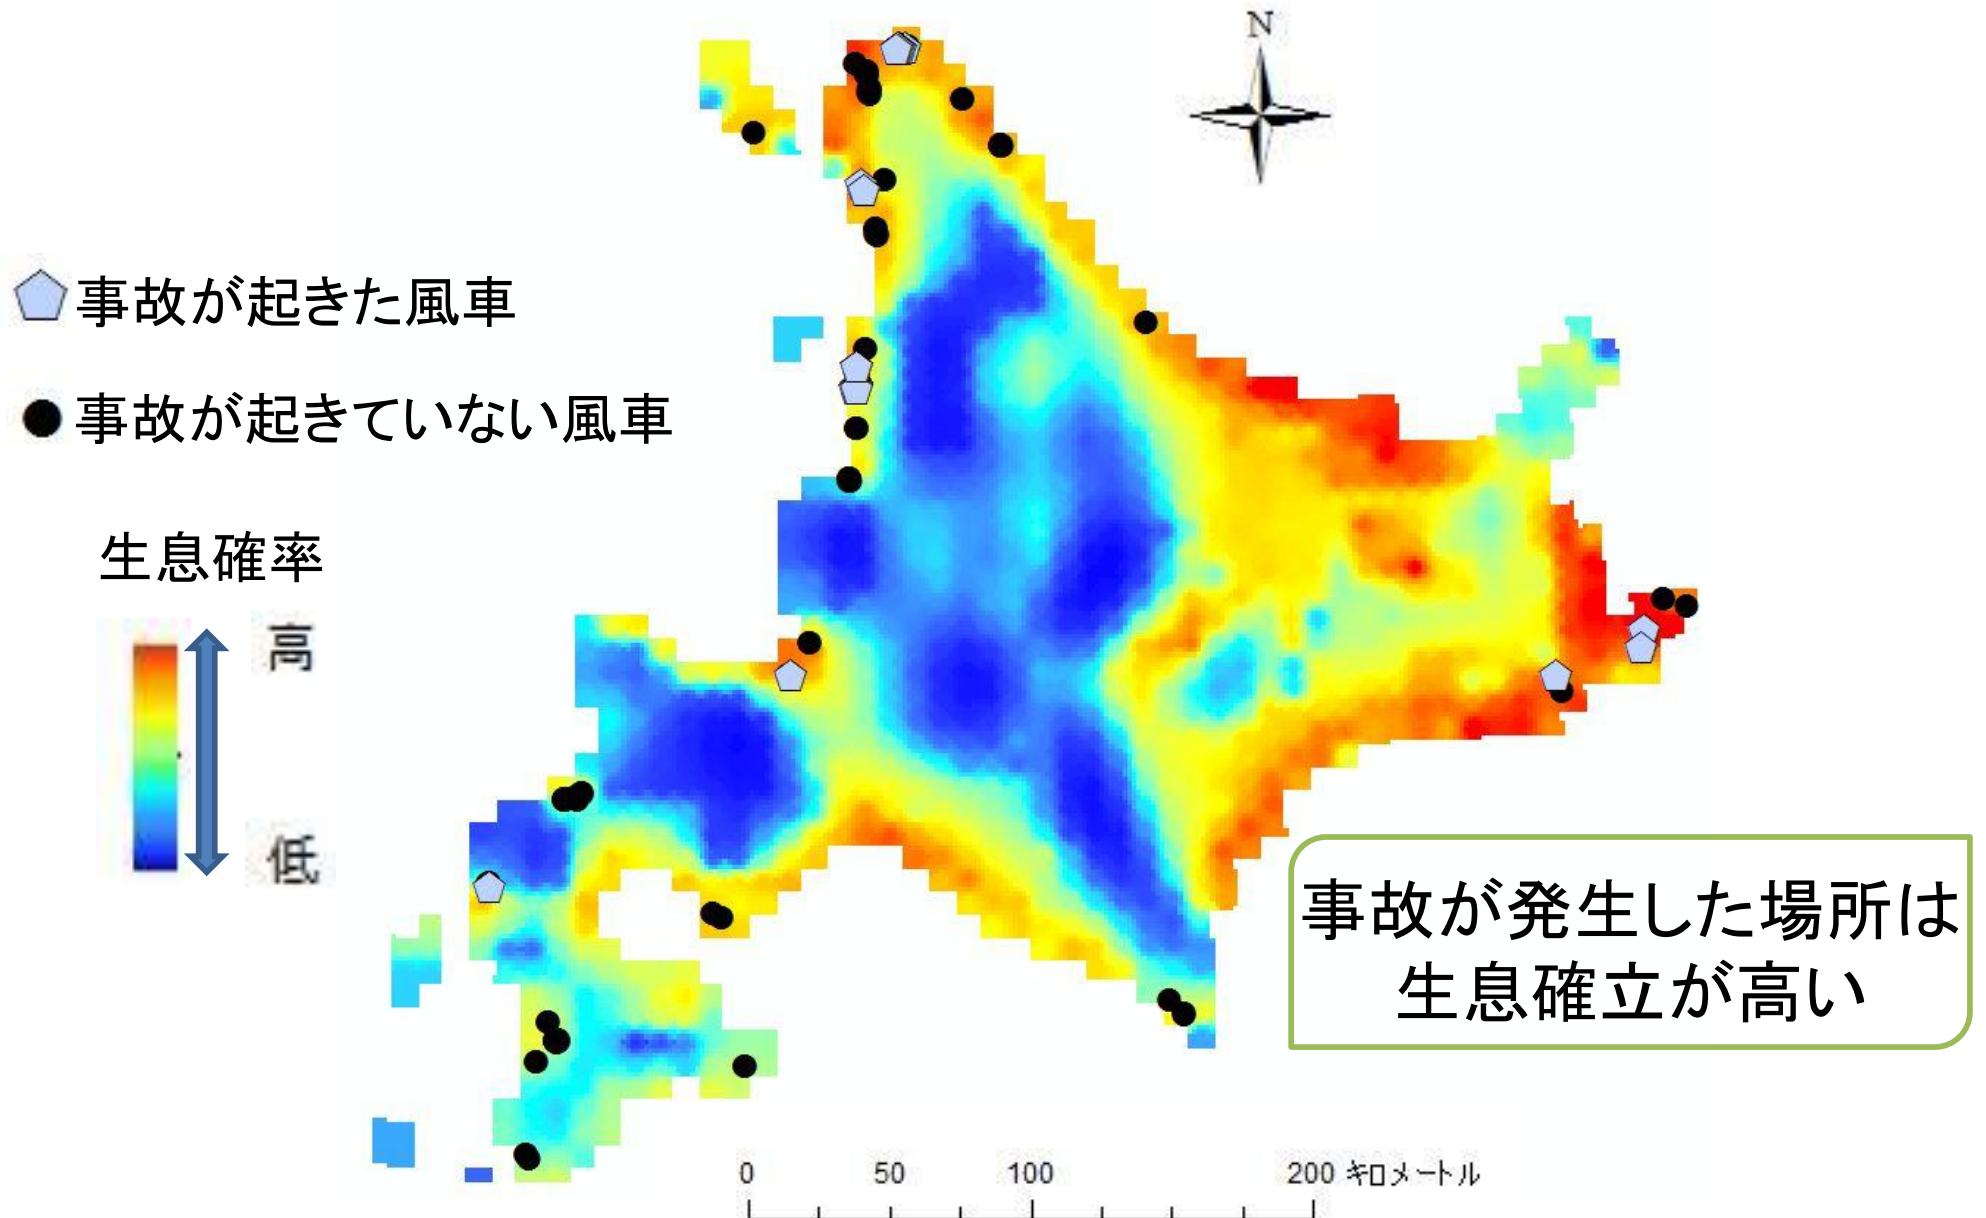 N
事故が起きた風車
事故が起きていない風車
生息確率
高
低
事故が発生した場所は
生息確立が高い
0 50 100 200 キロメートル